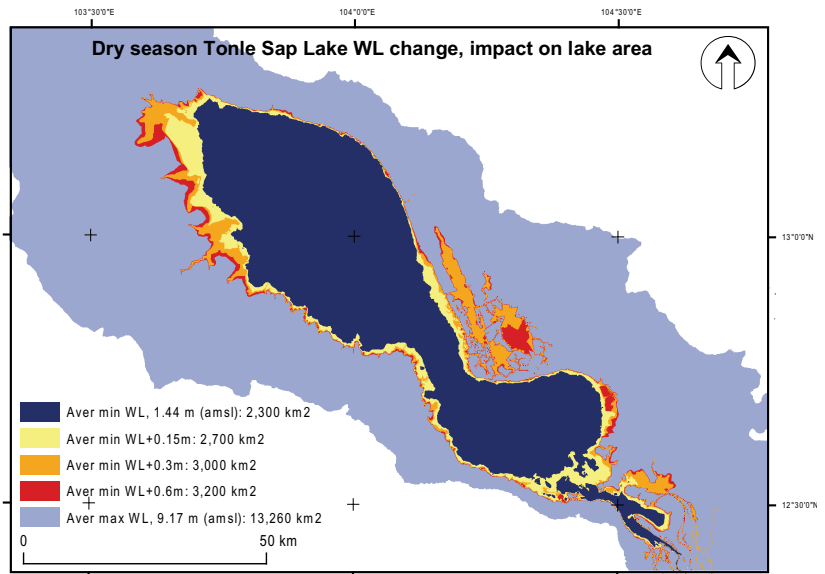 103°30'0"E 104°0'0"E 104°30'0"E
Dry season Tonle Sap Lake WL change, impact on lake area
13°0'0"N
Aver min WL, 1.44 m (amsl): 2,300 km2
Aver min WL+0.15m: 2,700 km2
Aver min WL+0.3m: 3,000 km2
Aver min WL+0.6m: 3,200 km2
Aver max WL, 9.17 m (amsl): 13,260 km2
12°30'0"N
0 50 km